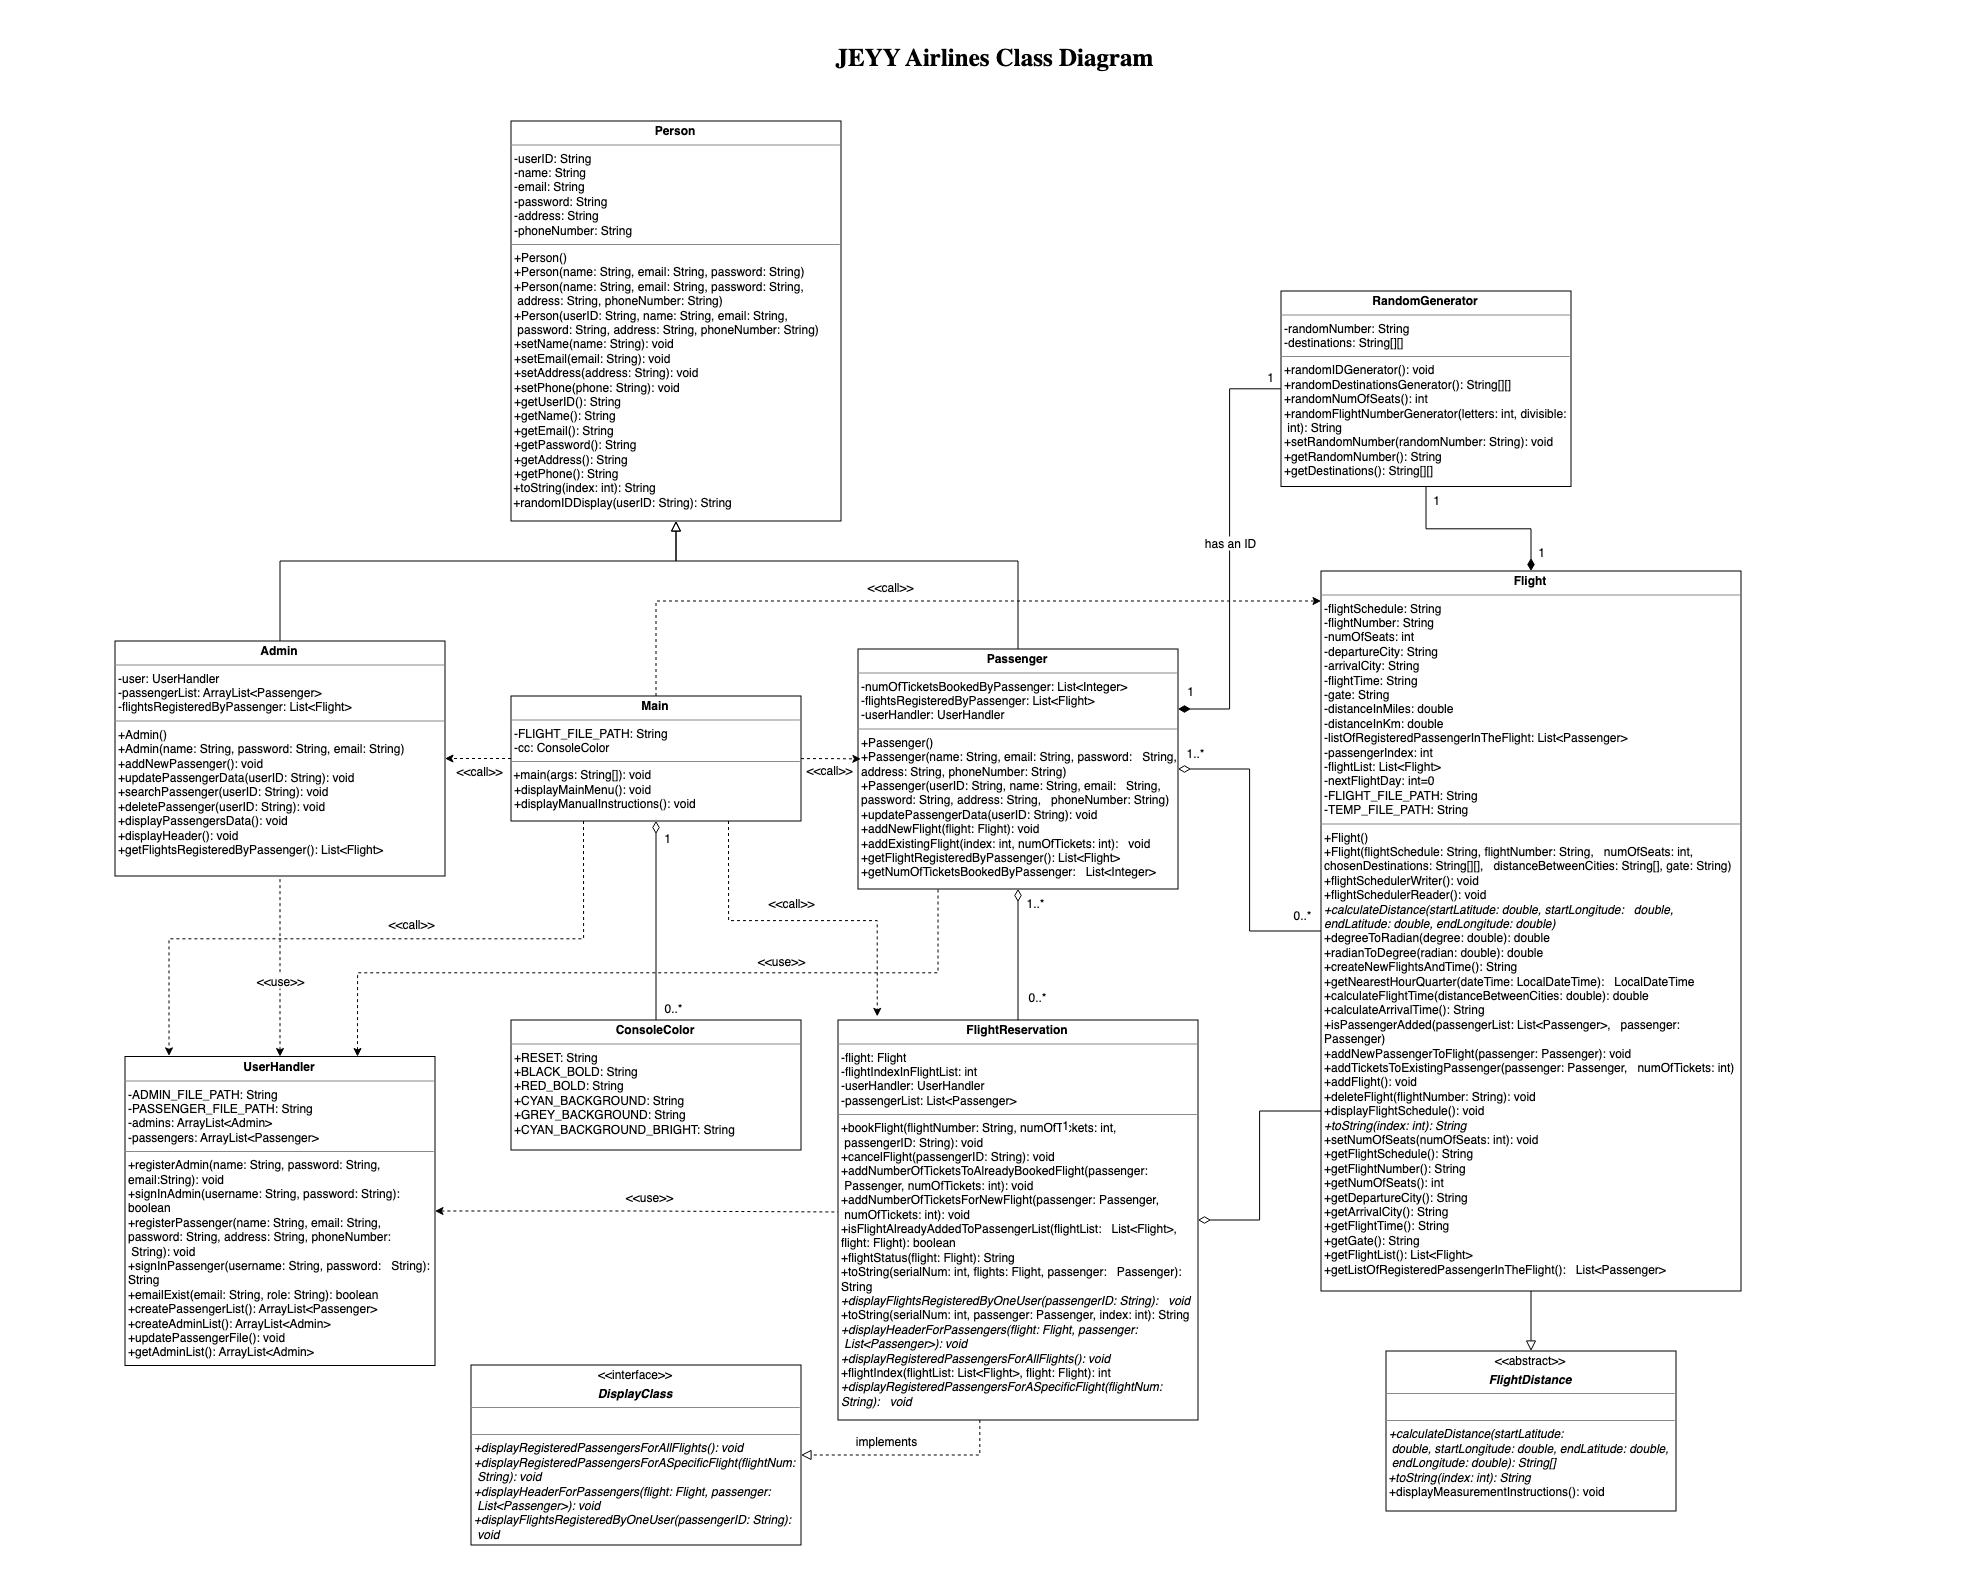 JEYY Airlines Class Diagram
Person
-userID: String
-name: String
-email: String
-password: String
-address: String
-phoneNumber: String
+Person()
+Person(name: String, email: String, password: String)
+Person(name: String, email: String, password: String,
address: String, phoneNumber: String)
+Person(userID: String, name: String, email: String,
password: String, address: String, phoneNumber: String)
+setName(name: String): void
+setEmail(email: String): void
+setAddress(address: String): void
+setPhone(phone: String): void
+getUserID(): String
+getName(): String
+getEmail(): String
+getPassword(): String
+getAddress(): String
+getPhone(): String
+toString(index: int): String
+randomIDDisplay(userID: String): String
RandomGenerator
-randomNumber: String
-destinations: String[][]
+randomIDGenerator(): void
+randomDestinationsGenerator(): String[][]
+randomNumOfSeats(): int
+randomFlightNumberGenerator(letters: int, divisible:
int): String
+setRandomNumber(randomNumber: String): void
+getRandomNumber(): String
+getDestinations(): String[][]
1
1
has an ID
1
<<call>>
Admin
-user: UserHandler
-passengerList: ArrayList<Passenger>
-flightsRegisteredByPassenger: List<Flight>
+Admin()
+Admin(name: String, password: String, email: String)
+addNewPassenger(): void
+updatePassengerData(userID: String): void
+searchPassenger(userID: String): void
+deletePassenger(userID: String): void
+displayPassengersData(): void
+displayHeader(): void
+getFlightsRegisteredByPassenger(): List<Flight>
<<call>>
Main
-FLIGHT_FILE_PATH: String
-cc: ConsoleColor
+main(args: String[]): void
+displayMainMenu(): void
+displayManualInstructions(): void
<<call>>
Passenger
-numOfTicketsBookedByPassenger: List<Integer>
-flightsRegisteredByPassenger: List<Flight>
-userHandler: UserHandler
+Passenger()
+Passenger(name: String, email: String, password: String,
address: String, phoneNumber: String)
+Passenger(userID: String, name: String, email: String,
password: String, address: String, phoneNumber: String)
+updatePassengerData(userID: String): void
+addNewFlight(flight: Flight): void
+addExistingFlight(index: int, numOfTickets: int): void
+getFlightRegisteredByPassenger(): List<Flight>
+getNumOfTicketsBookedByPassenger: List<Integer>
1
1..*
0..*
Flight
-flightSchedule: String
-flightNumber: String
-numOfSeats: int
-departureCity: String
-arrivalCity: String
-flightTime: String
-gate: String
-distanceInMiles: double
-distanceInKm: double
-listOfRegisteredPassengerInTheFlight: List<Passenger>
-passengerIndex: int
-flightList: List<Flight>
-nextFlightDay: int=0
-FLIGHT_FILE_PATH: String
-TEMP_FILE_PATH: String
+Flight()
+Flight(flightSchedule: String, flightNumber: String, numOfSeats: int,
chosenDestinations: String[][], distanceBetweenCities: String[], gate: String)
+flightSchedulerWriter(): void
+flightSchedulerReader(): void
+calculateDistance(startLatitude: double, startLongitude: double,
endLatitude: double, endLongitude: double)
+degreeToRadian(degree: double): double
+radianToDegree(radian: double): double
+createNewFlightsAndTime(): String
+getNearestHourQuarter(dateTime: LocalDateTime): LocalDateTime
+calculateFlightTime(distanceBetweenCities: double): double
+calculateArrivalTime(): String
+isPassengerAdded(passengerList: List<Passenger>, passenger:
Passenger)
+addNewPassengerToFlight(passenger: Passenger): void
+addTicketsToExistingPassenger(passenger: Passenger, numOfTickets: int)
+addFlight(): void
+deleteFlight(flightNumber: String): void
+displayFlightSchedule(): void
+toString(index: int): String
+setNumOfSeats(numOfSeats: int): void
+getFlightSchedule(): String
+getFlightNumber(): String
+getNumOfSeats(): int
+getDepartureCity(): String
+getArrivalCity(): String
+getFlightTime(): String
+getGate(): String
+getFlightList(): List<Flight>
+getListOfRegisteredPassengerInTheFlight(): List<Passenger>
1
<<call>>
<<call>>
1..*
<<use>>
<<use>>
0..*
0..*
UserHandler
-ADMIN_FILE_PATH: String
-PASSENGER_FILE_PATH: String
-admins: ArrayList<Admin>
-passengers: ArrayList<Passenger>
+registerAdmin(name: String, password: String,
email:String): void
+signInAdmin(username: String, password: String):
boolean
+registerPassenger(name: String, email: String,
password: String, address: String, phoneNumber:
String): void
+signInPassenger(username: String, password: String):
String
+emailExist(email: String, role: String): boolean
+createPassengerList(): ArrayList<Passenger>
+createAdminList(): ArrayList<Admin>
+updatePassengerFile(): void
+getAdminList(): ArrayList<Admin>
ConsoleColor
+RESET: String
+BLACK_BOLD: String
+RED_BOLD: String
+CYAN_BACKGROUND: String
+GREY_BACKGROUND: String
+CYAN_BACKGROUND_BRIGHT: String
<<use>>
FlightReservation
-flight: Flight
-flightIndexInFlightList: int
-userHandler: UserHandler
-passengerList: List<Passenger>
1
+bookFlight(flightNumber: String, int,
passengerID: String): void
+cancelFlight(passengerID: String): void
+addNumberOfTicketsToAlreadyBookedFlight(passenger:
Passenger, numOfTickets: int): void
+addNumberOfTicketsForNewFlight(passenger: Passenger,
numOfTickets: int): void
+isFlightAlreadyAddedToPassengerList(flightList: List<Flight>,
flight: Flight): boolean
+flightStatus(flight: Flight): String
+toString(serialNum: int, flights: Flight, passenger: Passenger):
String
+displayFlightsRegisteredByOneUser(passengerID: String): void
+toString(serialNum: int, passenger: Passenger, index: int): String
+displayHeaderForPassengers(flight: Flight, passenger:
List<Passenger>): void
+displayRegisteredPassengersForAllFlights(): void
+flightIndex(flightList: List<Flight>, flight: Flight): int
+displayRegisteredPassengersForASpecificFlight(flightNum:
String): void
<<interface>>
DisplayClass
+displayRegisteredPassengersForAllFlights(): void
+displayRegisteredPassengersForASpecificFlight(flightNum:
String): void
+displayHeaderForPassengers(flight: Flight, passenger:
List<Passenger>): void
+displayFlightsRegisteredByOneUser(passengerID: String):
void
implements
<<abstract>>
FlightDistance
+calculateDistance(startLatitude:
double, startLongitude: double, endLatitude: double,
endLongitude: double): String[]
+toString(index: int): String
+displayMeasurementInstructions(): void